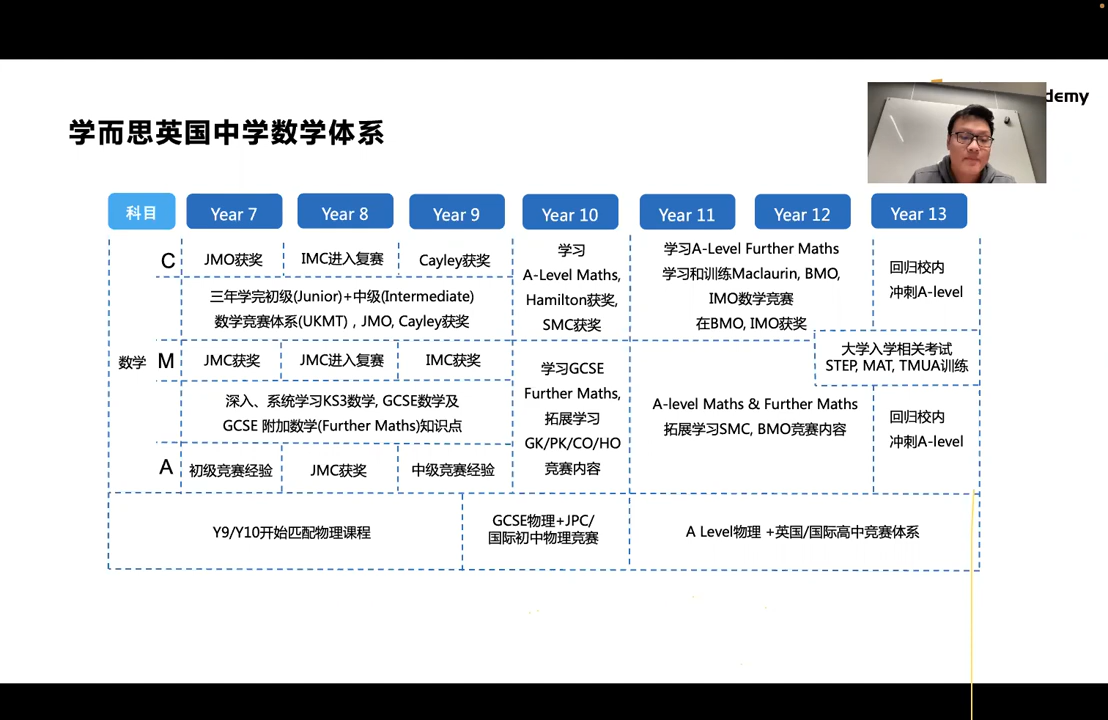 demy
学而思英国中学数学体系
科目
Year 7
Year 8
Year 9
Year 10
Year 11
Year 12
Year 13
数学
C
JMO获奖
IMC进入复赛
Cayley获奖
三年学完初级(Junior)+中级(Intermediate)
数学竞赛体系(UKMT)，JMO, Cayley获奖
学习
A-Level Maths,
Hamilton获奖,
SMC获奖
学习A-Level Further Maths
学习和训练Maclaurin, BMO,
IMO数学竞赛
在BMO, IMO获奖
回归校内
冲刺A-level
大学入学相关考试
STEP, MAT, TMUA训练
M
JMC获奖
JMC进入复赛
IMC获奖
深入、系统学习KS3数学, GCSE数学及
GCSE 附加数学(Further Maths)知识点
A
初级竞赛经验
JMC获奖
中级竞赛经验
学习GCSE
Further Maths,
拓展学习
GK/PK/CO/HO
竞赛内容
A-level Maths & Further Maths
拓展学习SMC, BMO竞赛内容
回归校内
冲刺A-level
Y9/Y10开始匹配物理课程
GCSE物理+JPC/
国际初中物理竞赛
A Level物理 +英国/国际高中竞赛体系